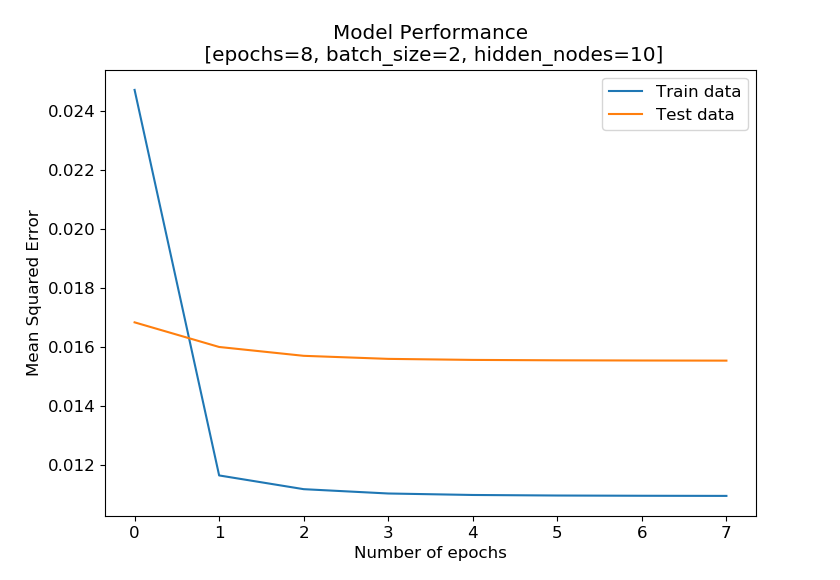 Model Performance
[epochs=8, batch_size=2, hidden_nodes=10]
Train data
Test data
0.024
0.022
0.020
0.018
0.016
0.014
0.012
Mean Squared Error
0 1 2 3 4 5 6 7
Number of epochs